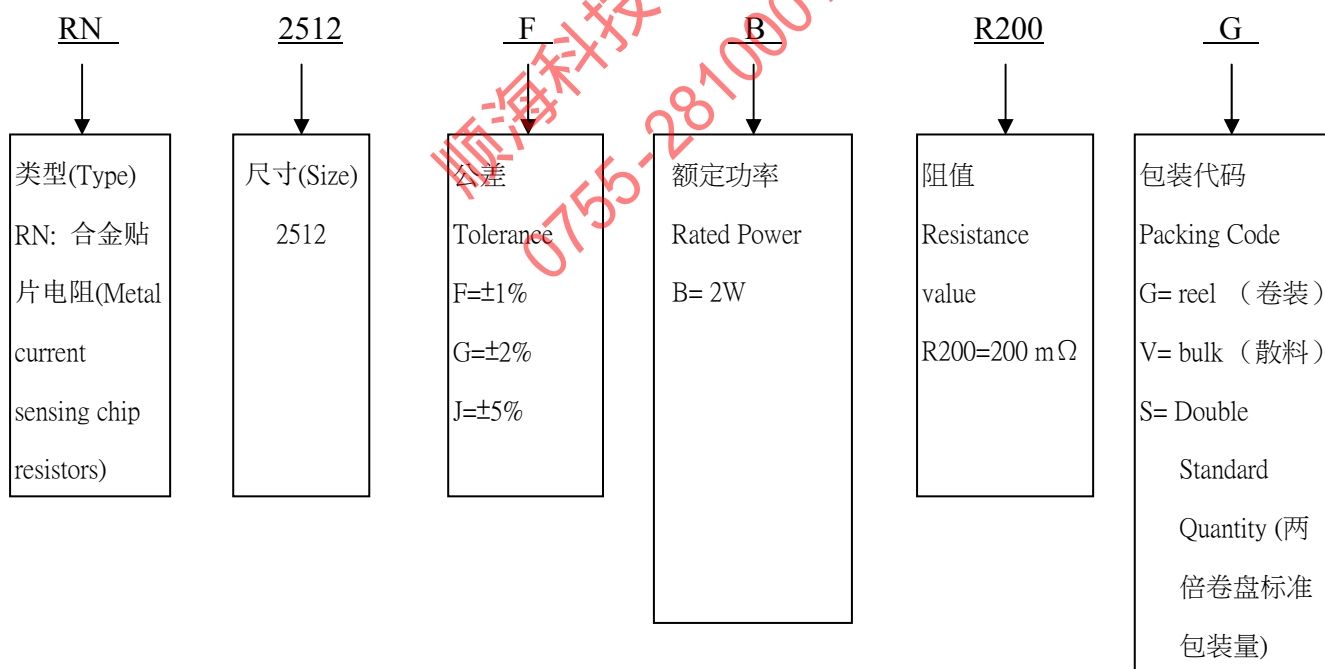 RN
2512
F
B
R200
G
类型(Type)
RN: 合金贴
片电阻(Metal
current
sensing chip
resistors)
尺寸(Size)
2512
公差
Tolerance
F=±1%
G=±2%
J=±5%
额定功率
Rated Power
B= 2W
阻值
Resistance
value
R200=200 mΩ
包装代码
Packing Code
G= reel （卷装）
V= bulk （散料）
S= Double
Standard
Quantity (两
倍卷盘标准
包装量)
顺海科技
0755-2810001